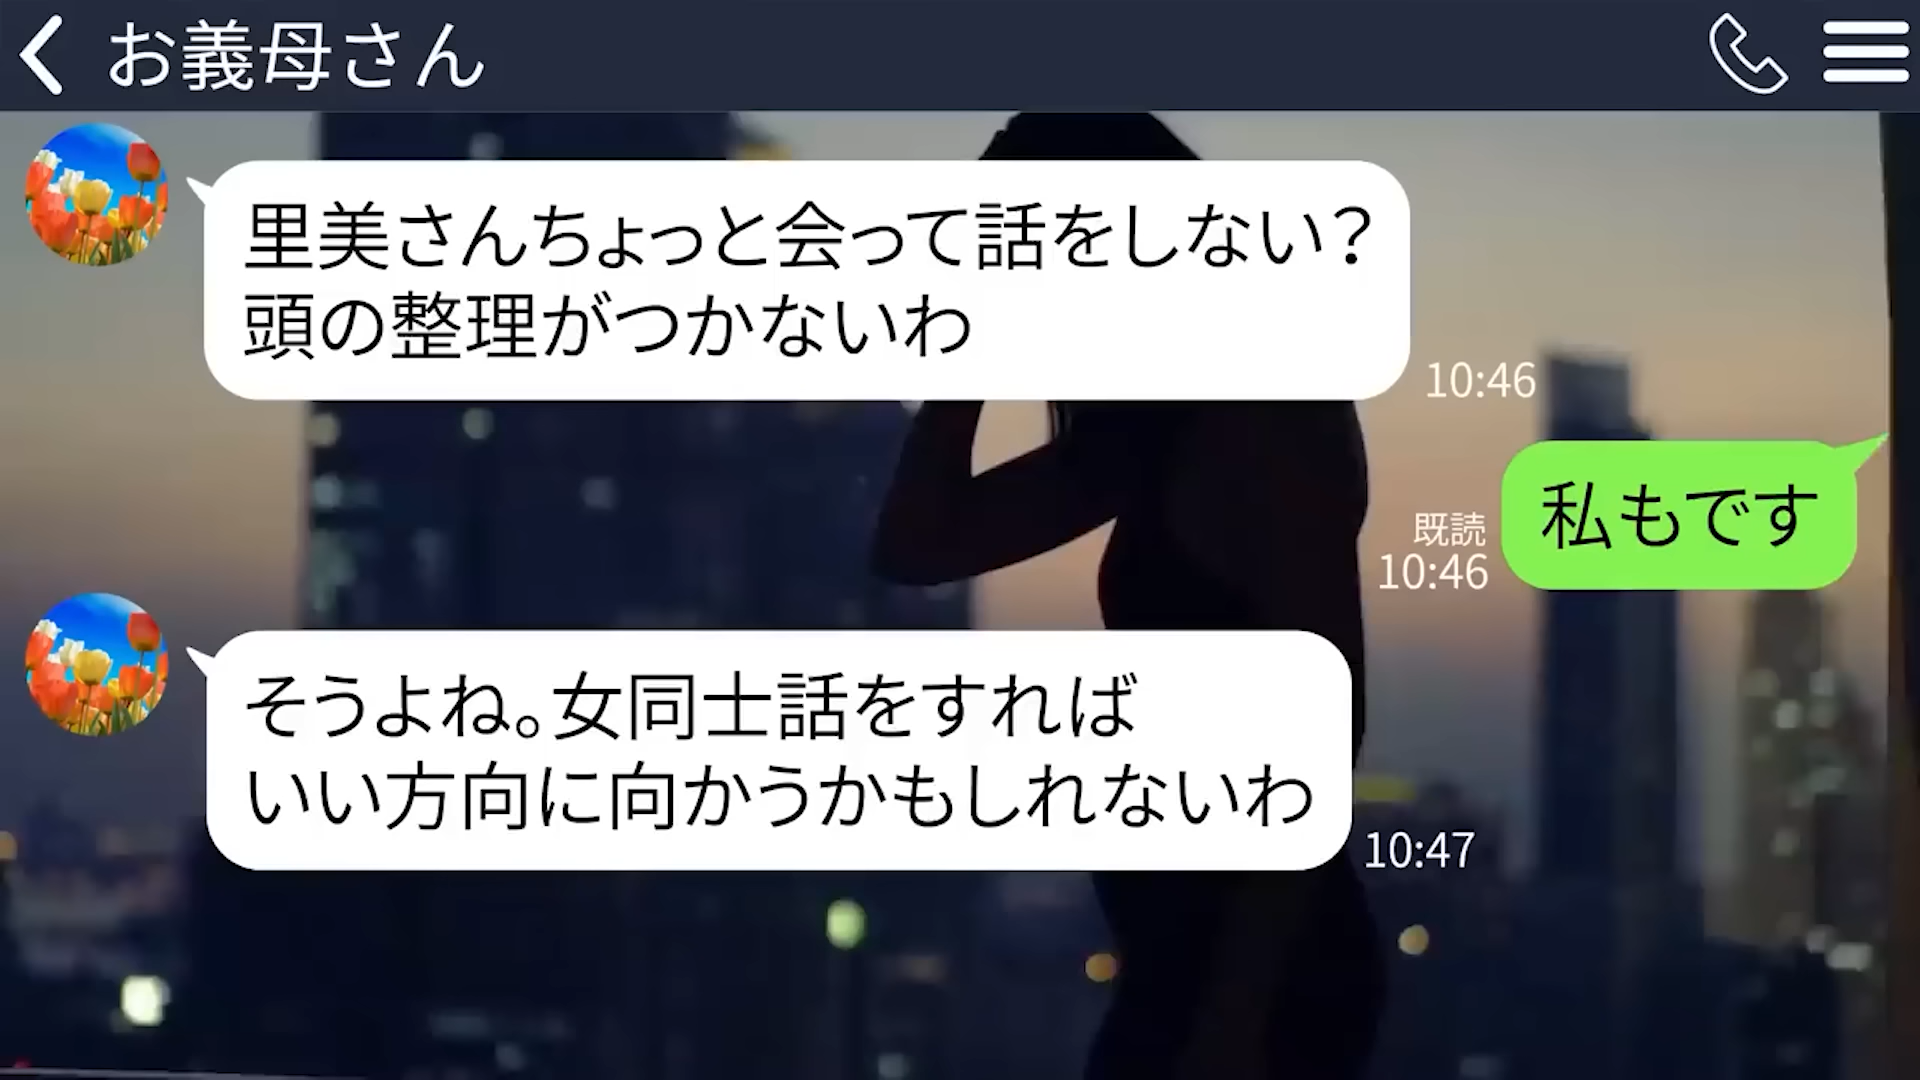 お義母さん
里美さんちょっと会って話をしない？
頭の整理がつかないわ
10:46
私もです
既読
10:46
そうよね。女同士話をすれば
いい方向に向かうかもしれないわ
10:47